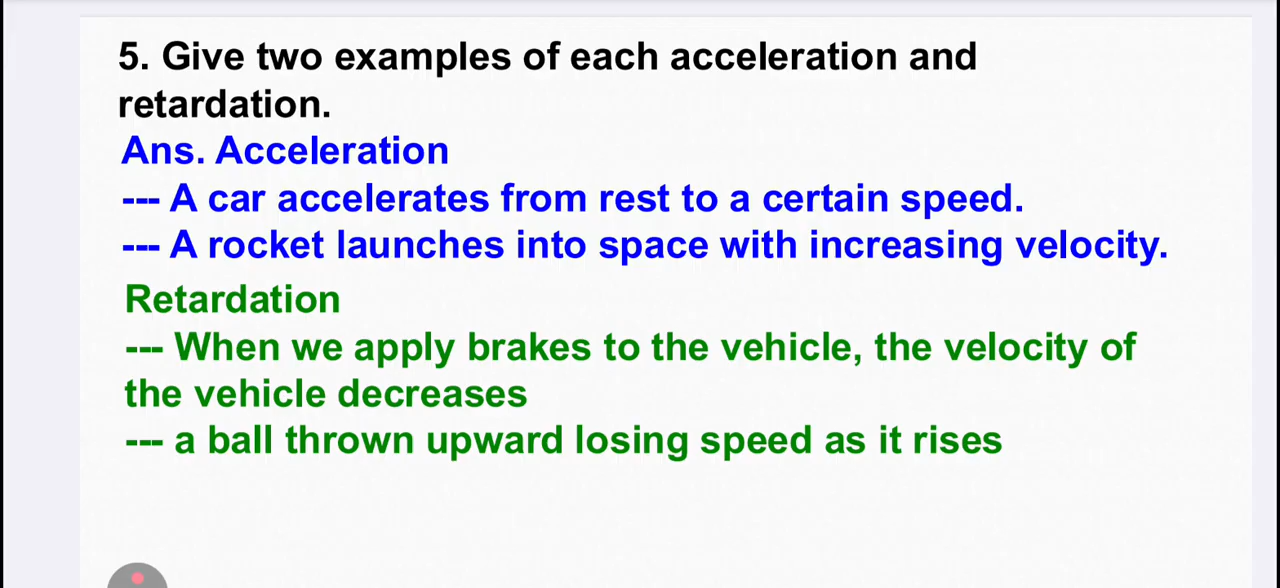 5. Give two examples of each acceleration and
retardation.
Ans. Acceleration
--- A car accelerates from rest to a certain speed.
--- A rocket launches into space with increasing velocity.
Retardation
--- When we apply brakes to the vehicle, the velocity of
the vehicle decreases
--- a ball thrown upward losing speed as it rises